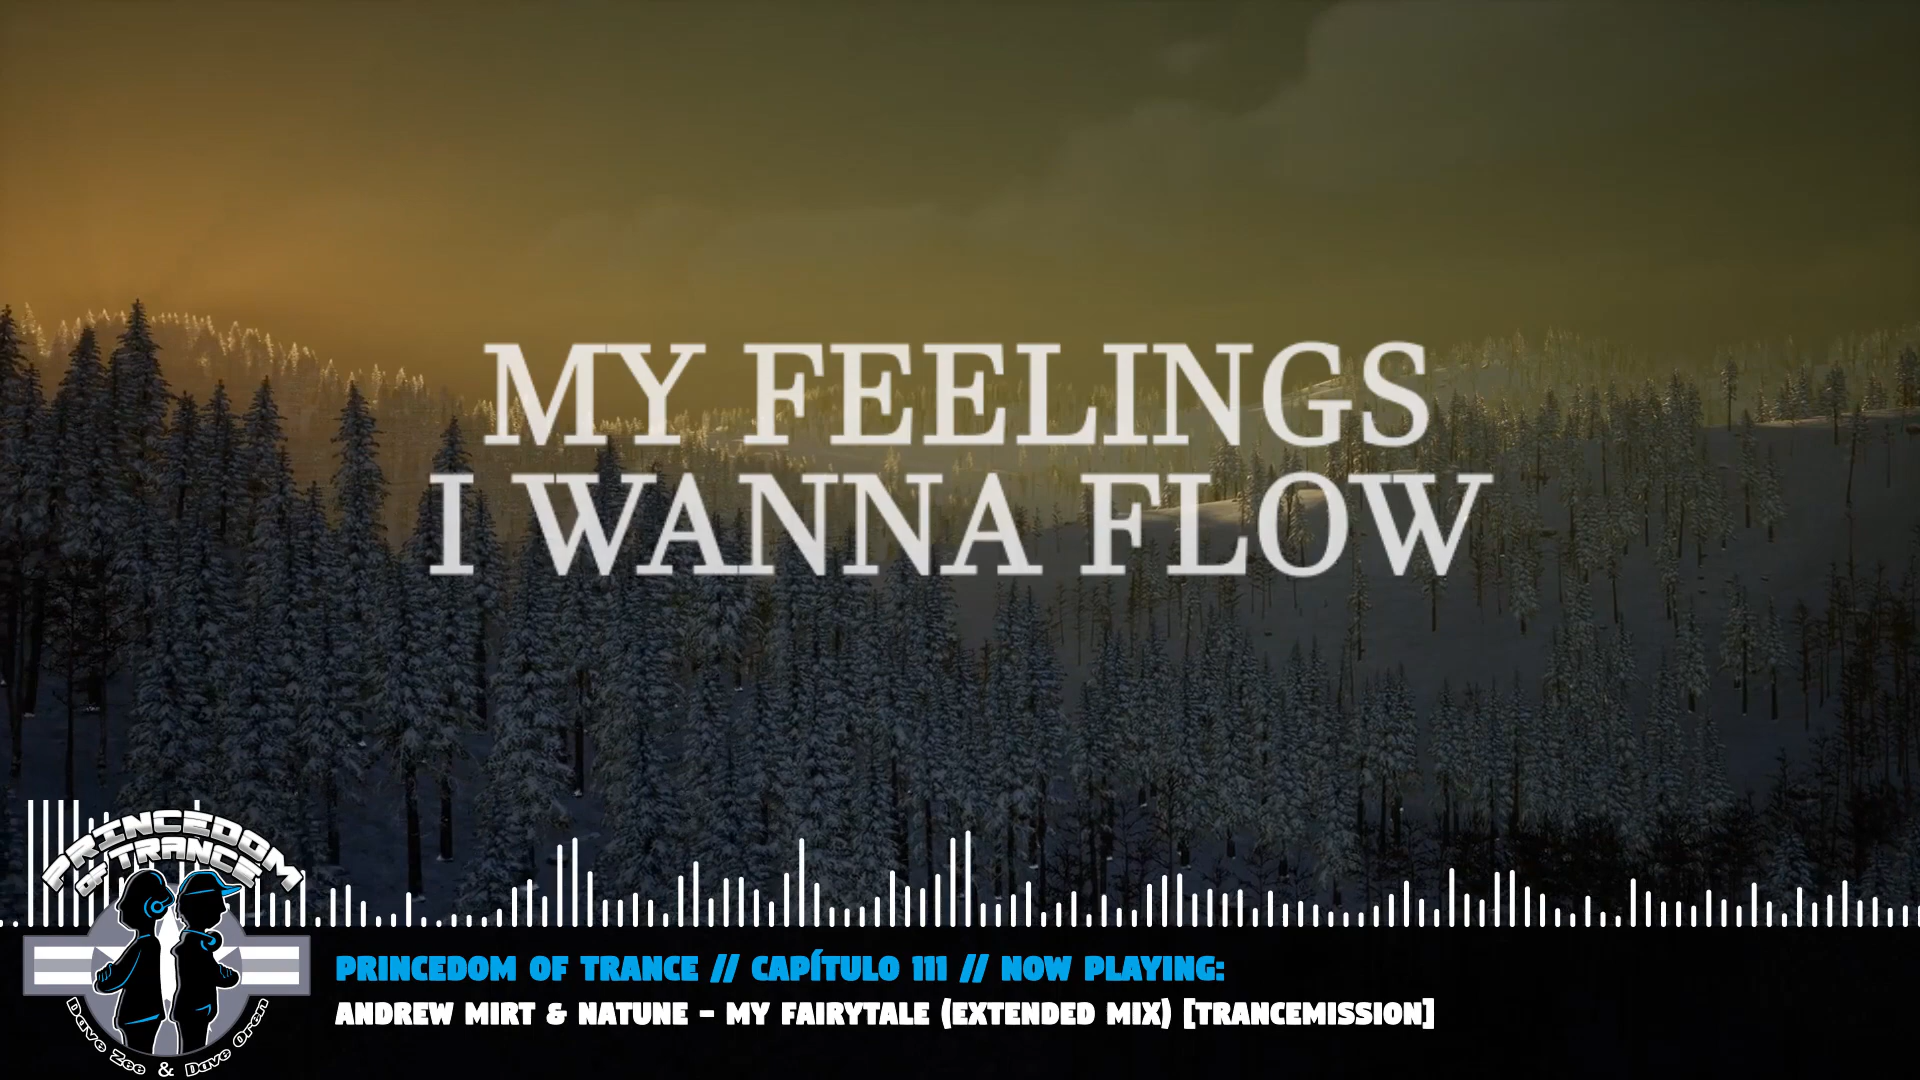 MY FEELINGS
I WANNA FLOW
PRINCEDOM
OF TRANCE
Dave Zee & Dave Oren
PRINCEDOM OF TRANCE // CAPÍTULO 111 // NOW PLAYING:
ANDREW MIRT & NATUNE - MY FAIRYTALE (EXTENDED MIX) [TRANCEMISSION]